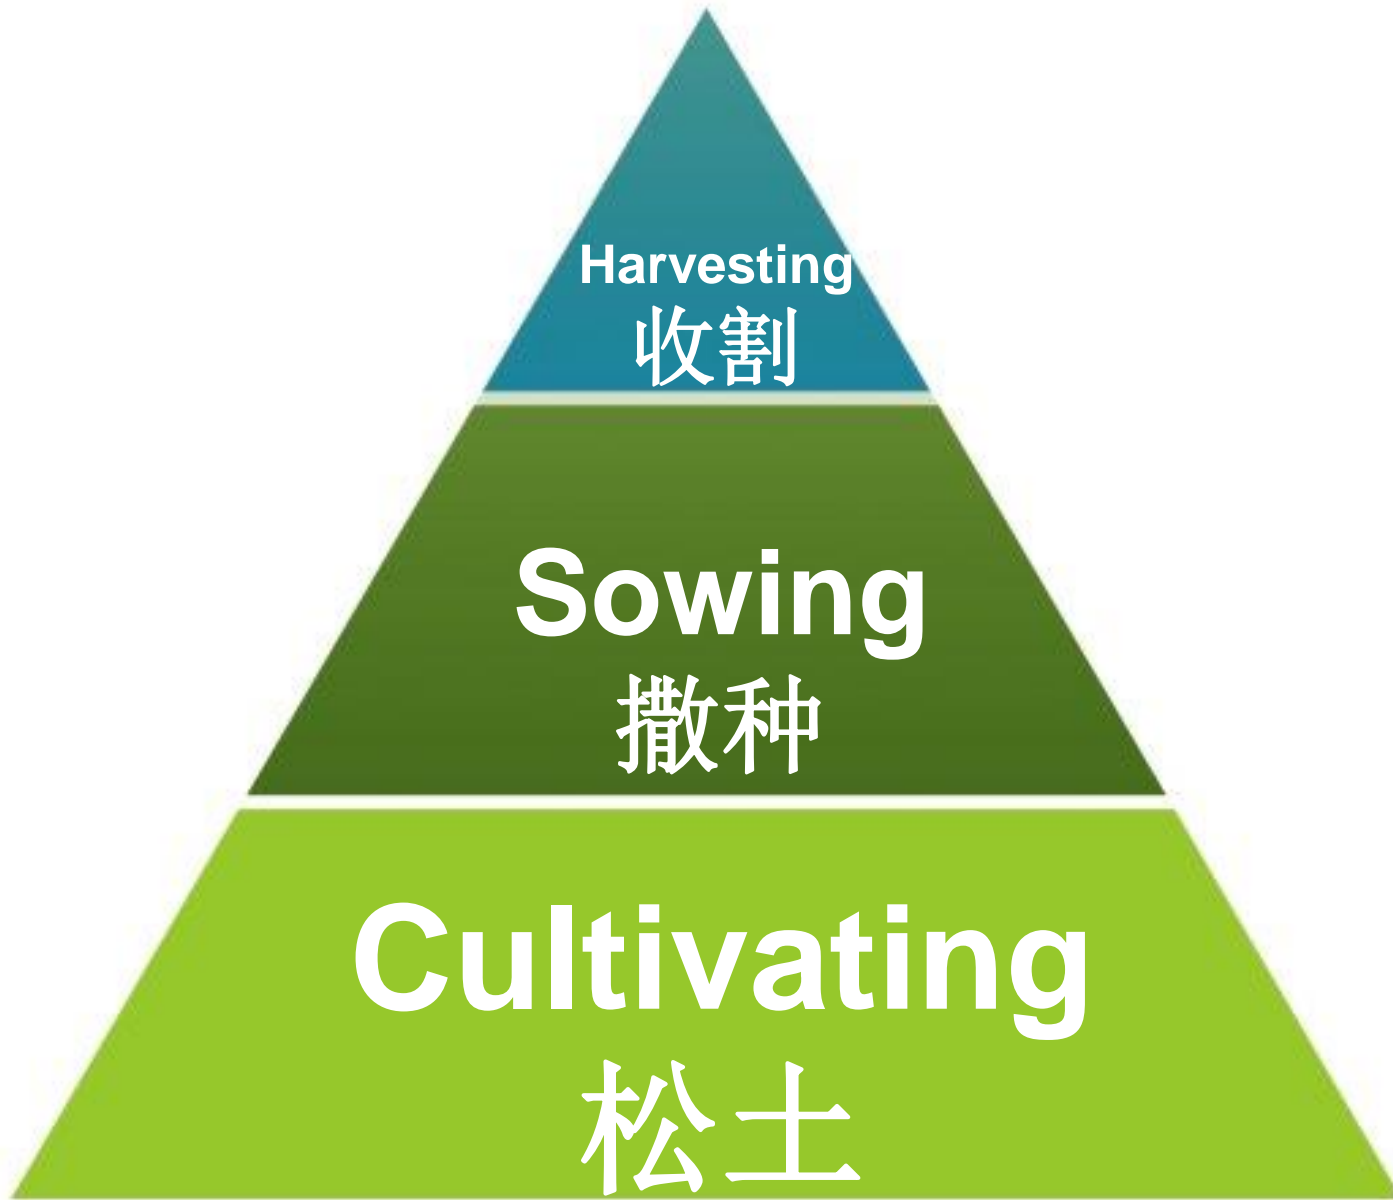 Harvesting
收割
Sowing
撒种
Cultivating
松土